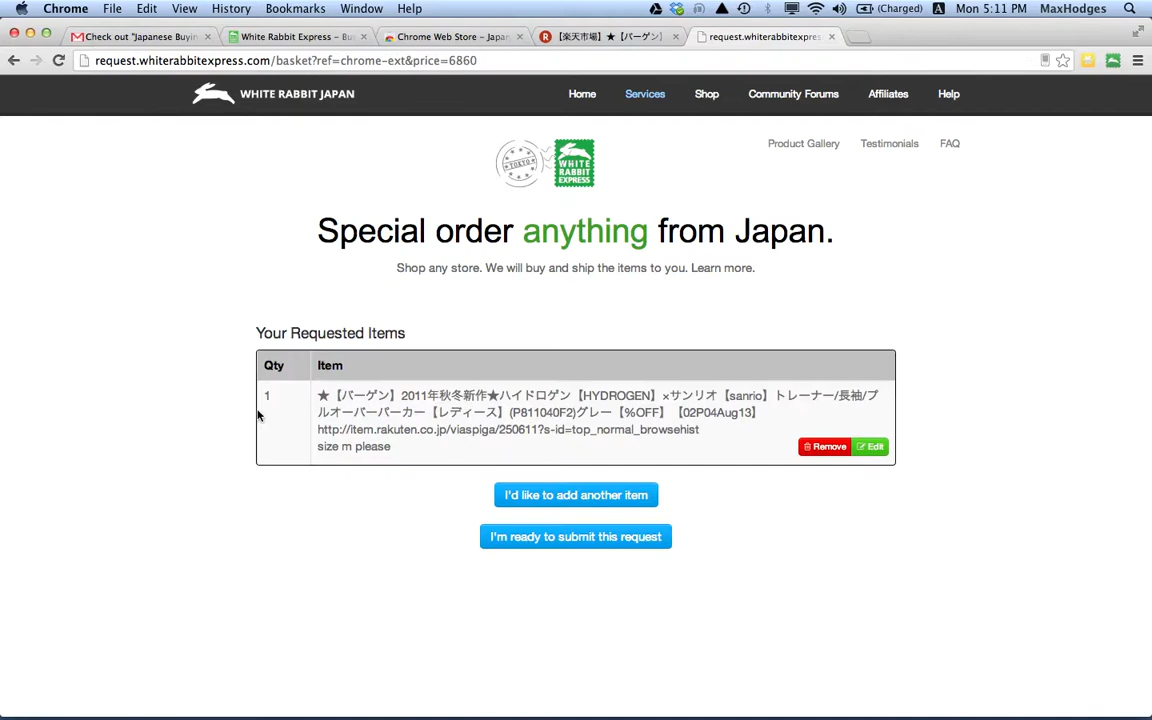 Chrome File Edit View History Bookmarks Window Help (Charged) A Mon 5:11 PM MaxHodges
Check out "Japanese Buyin
White Rabbit Express - Bu
Chrome Web Store - Japan
【楽天市場】★【バーゲン】
request.whiterabbitexpres
request.whiterabbitexpress.com/basket?ref=chrome-ext&price=6860
WHITE RABBIT JAPAN
Home Services Shop Community Forums Affiliates Help
Product Gallery Testimonials FAQ
TOKYO
WHITE
RABBIT
EXPRESS
Special order anything from Japan.
Shop any store. We will buy and ship the items to you. Learn more.
Your Requested Items
Qty Item
1 ★【バーゲン】2011年秋冬新作★ハイドロゲン【HYDROGEN】×サンリオ【sanrio】トレーナー/長袖/プ
ルオーバーパーカー【レディース】(P811040F2)グレー【%OFF】【02P04Aug13】
http://item.rakuten.co.jp/viaspiga/250611?s-id=top_normal_browsehist
size m please
Remove Edit
I'd like to add another item
I'm ready to submit this request